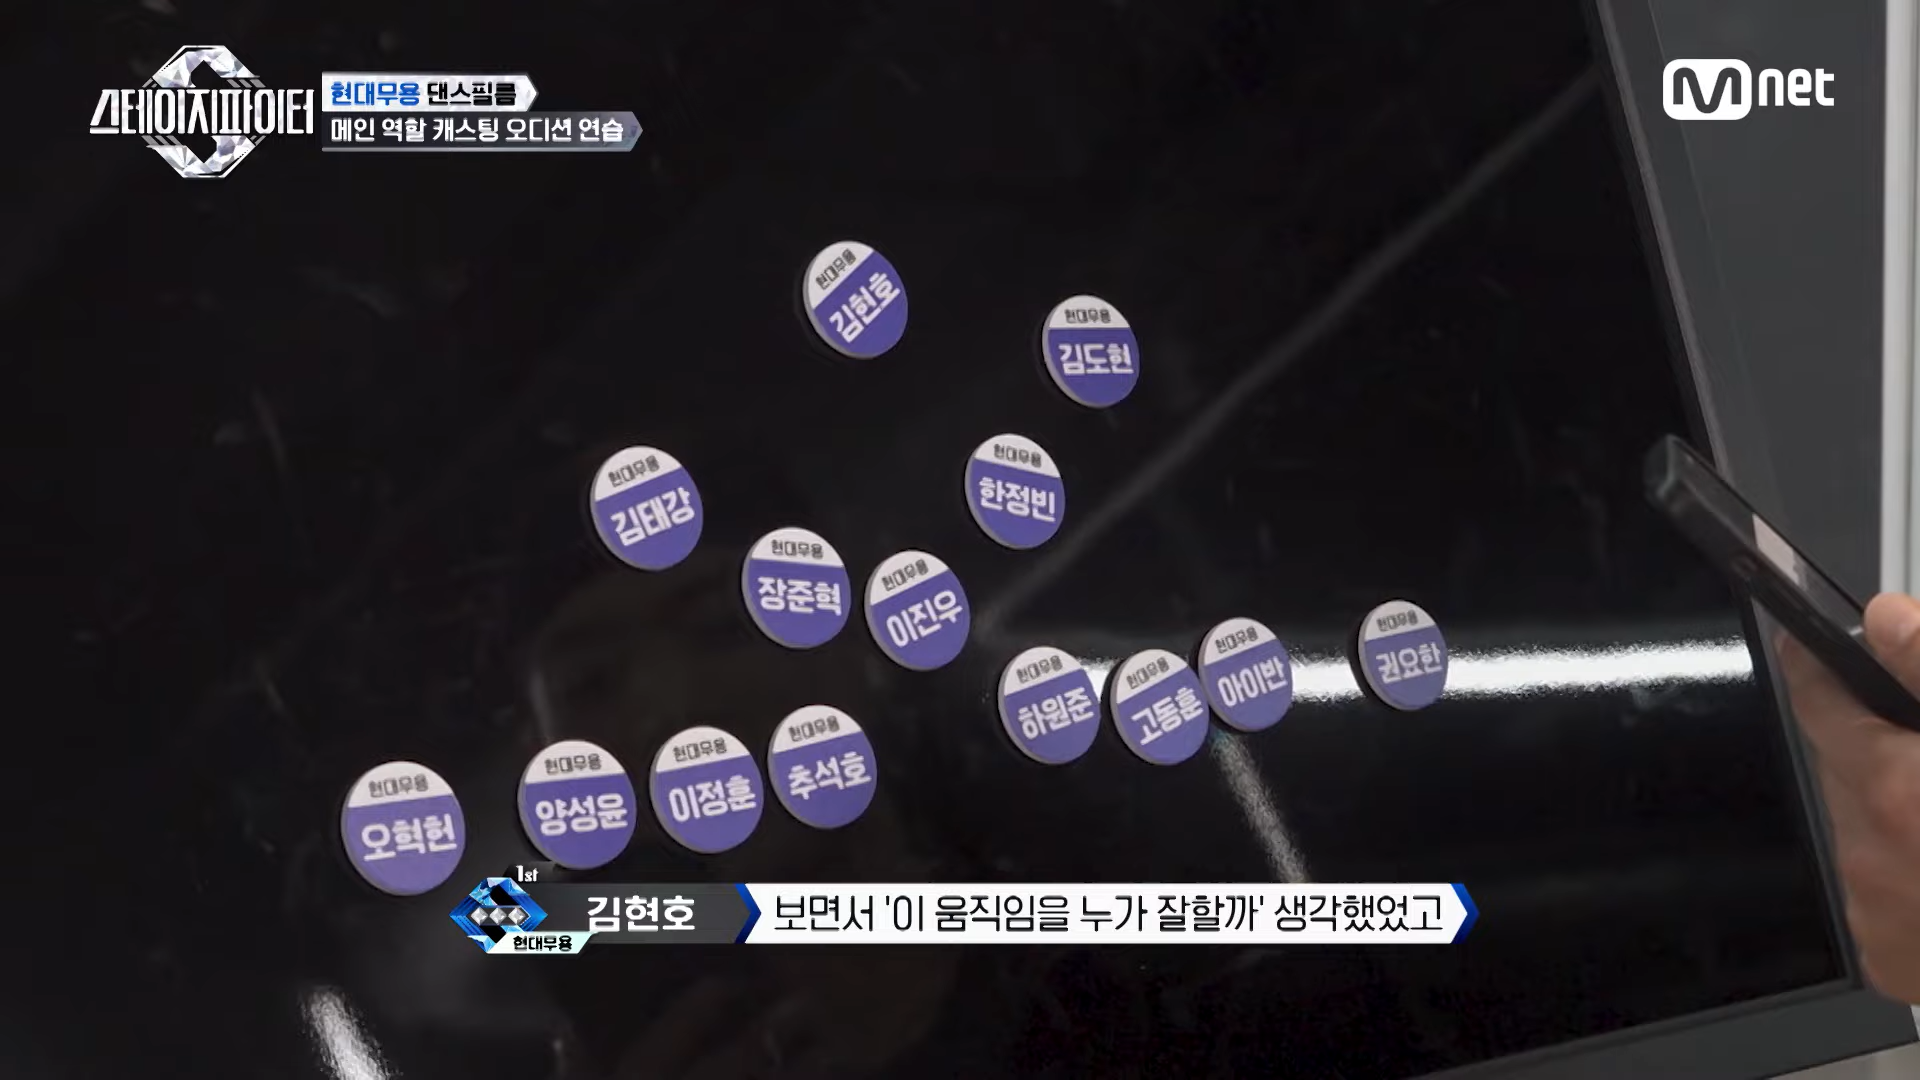 스테이지파이터
현대무용 댄스필름
메인 역할 캐스팅 오디션 연습
Mnet
현대무용
김현호
현대무용
김도현
현대무용
김태강
현대무용
한정빈
현대무용
장준혁
현대무용
이진우
현대무용
하원준
현대무용
고동훈
현대무용
아이반
현대무용
권요한
현대무용
오혁헌
현대무용
양성윤
현대무용
이정훈
현대무용
추석호
1st
현대무용
김현호
보면서 '이 움직임을 누가 잘할까' 생각했었고